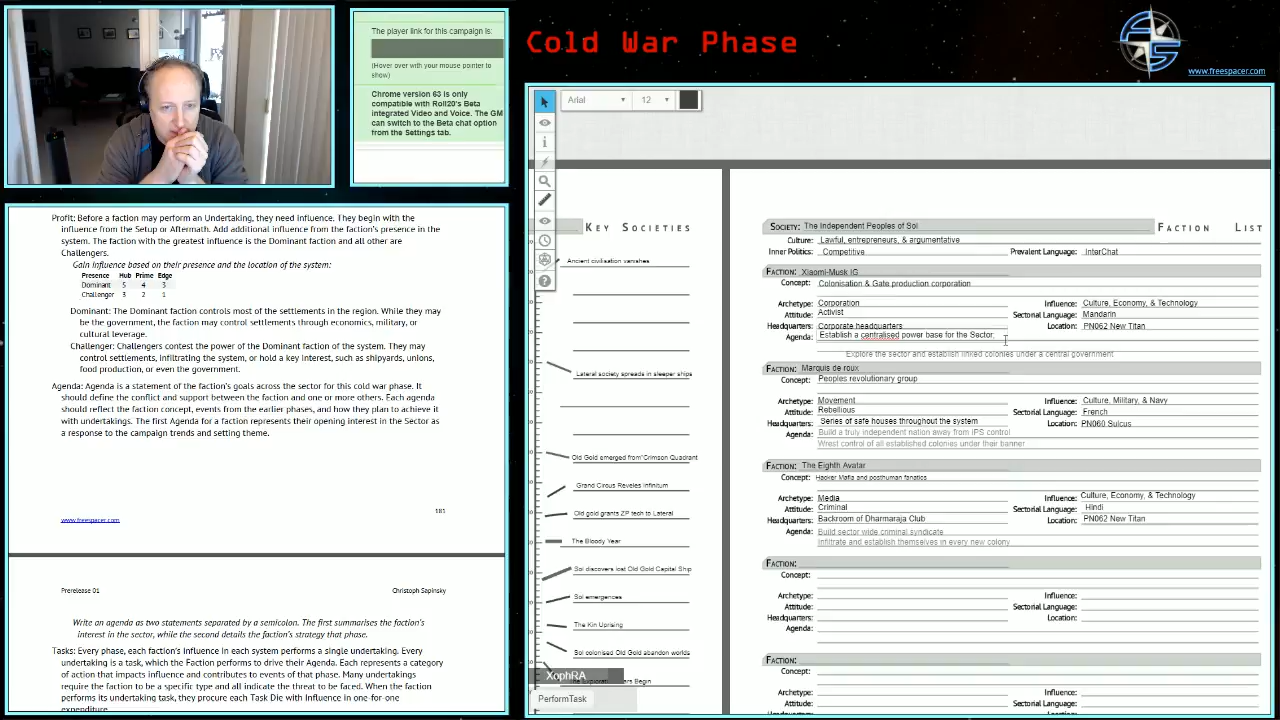 The player link for this campaign is:
(Hover over with your mouse pointer to
show)
Chrome version 63 is only
compatible with Roll20's Beta
integrated Video and Voice. The GM
can switch to the Beta chat option
from the Settings tab.
Cold War Phase
www.freespacer.com
Profit: Before a faction may perform an Undertaking, they need influence. They begin with the
influence from the Setup or Aftermath. Add additional influence from the faction's presence in the
system. The faction with the greatest influence is the Dominant faction and all other are
Challengers.
Gain influence based on their presence and the location of the system:
Presence Hub Prime Edge
Dominant 5 4 3
Challenger 3 2 1
Dominant: The Dominant faction controls most of the settlements in the region. While they may
be the government, the faction may control settlements through economics, military, or
cultural leverage.
Challenger: Challengers contest the power of the Dominant faction of the system. They may
control settlements, infiltrating the system, or hold a key interest, such as shipyards, unions,
food production, or even the government.
Agenda: Agenda is a statement of the faction's goals across the sector for this cold war phase. It
should define the conflict and support between the faction and one or more others. Each agenda
should reflect the faction concept, events from the earlier phases, and how they plan to achieve it
with undertakings. The first Agenda for a faction represents their opening interest in the Sector as
a response to the campaign trends and setting theme.
181
www.freespacer.com
Prerelease 01 Christoph Sapinsky
Write an agenda as two statements separated by a semicolon. The first summarises the faction's
interest in the sector, while the second details the faction's strategy that phase.
Tasks: Every phase, each faction's influence in each system performs a single undertaking. Every
undertaking is a task, which the Faction performs to drive their Agenda. Each represents a category
of action that impacts influence and contributes to events of that phase. Many undertakings
require the faction to be a specific type and all indicate the threat to be faced. When the faction
performs its undertaking task, they procure each Task Die with Influence in one-for-one
expenditure.
Arial 12
Key Societies
Ancient civilisation vanishes
Lateral society spreads in sleeper ships
Old Gold emerged from Crimson Quadrant
Grand Circus Reveles Infinitum
Old gold grants ZP tech to Lateral
The Bloody Year
Sol discovers lost Old Gold Capital Ship
Sol emergences
The Kin Uprising
Sol colonised Old Gold abandon worlds
XophRA
PerformTask
Society: The Independent Peoples of Sol Faction List
Culture: Lawful, entrepreneurs, & argumentative
Inner Politics: Competitive Prevalent Language: InterChat
Faction: Xiaomi-Musk IG
Concept: Colonisation & Gate production corporation
Archetype: Corporation Influence: Culture, Economy, & Technology
Attitude: Activist Sectorial Language: Mandarin
Headquarters: Corporate headquarters Location: PN062 New Titan
Agenda: Establish a centralised power base for the Sector;
Explore the sector and establish linked colonies under a central government
Faction: Marquis de roux
Concept: Peoples revolutionary group
Archetype: Movement Influence: Culture, Military, & Navy
Attitude: Rebellious Sectorial Language: French
Headquarters: Series of safe houses throughout the system Location: PN060 Sulcus
Agenda: Build a truly independent nation away from IPS control
Wrest control of all established colonies under their banner
Faction: The Eighth Avatar
Concept: Hacker Mafia and posthuman fanatics
Archetype: Media Influence: Culture, Economy, & Technology
Attitude: Criminal Sectorial Language: Hindi
Headquarters: Backroom of Dharmaraja Club Location: PN062 New Titan
Agenda: Build sector wide criminal syndicate
Infiltrate and establish themselves in every new colony
Faction:
Concept:
Archetype: Influence:
Attitude: Sectorial Language:
Headquarters: Location:
Agenda:
Faction:
Concept:
Archetype: Influence:
Attitude: Sectorial Language: